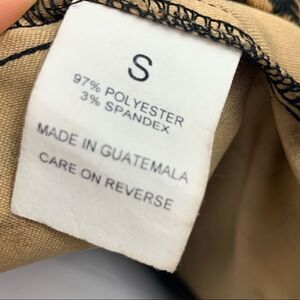 S
97% POLYESTER
3% SPANDEX
MADE IN GUATEMALA
CARE ON REVERSE